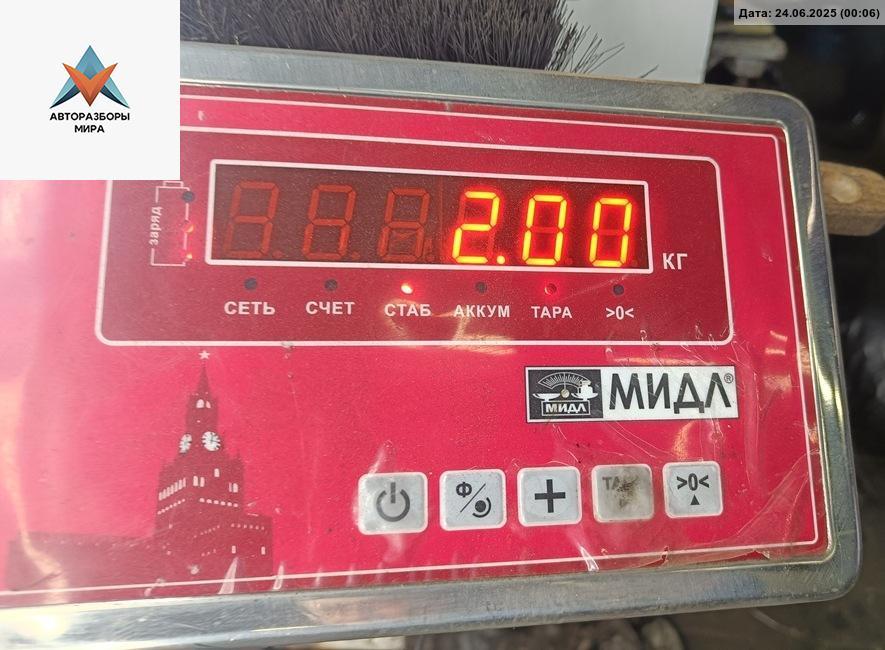 Дата: 24.06.2025 (00:06)
АВТОРАЗБОРЫ
МИРА
заряд
2.00
КГ
СЕТЬ СЧЕТ СТАБ АККУМ ТАРА >0<
МИДЛ МИДЛ®
Ф + >0<